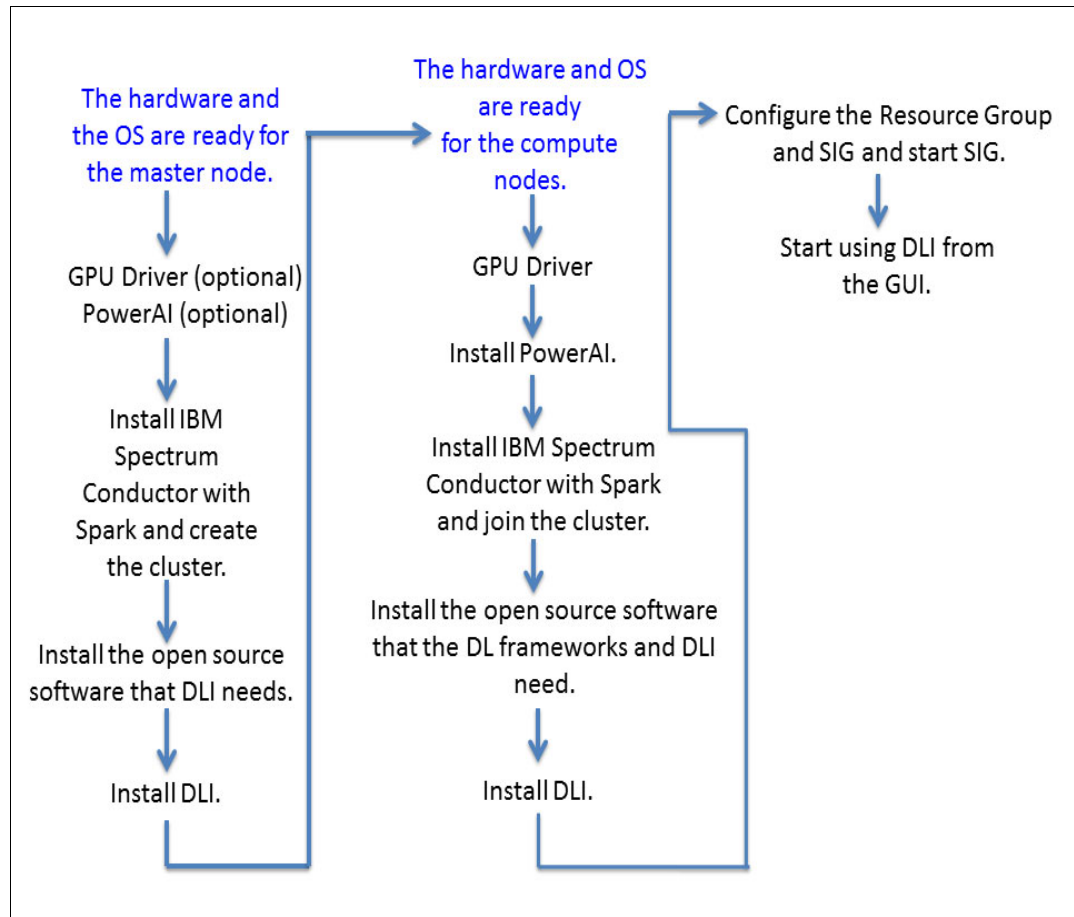 The hardware and
the OS are ready for
the master node.
GPU Driver (optional)
PowerAI (optional)
Install IBM
Spectrum
Conductor with
Spark and create
the cluster.
Install the open source
software that DLI needs.
Install DLI.
The hardware and OS
are ready
for the compute
nodes.
GPU Driver
Install PowerAI.
Install IBM Spectrum
Conductor with Spark
and join the cluster.
Install the open source software
that the DL frameworks and DLI
need.
Install DLI.
Configure the Resource Group
and SIG and start SIG.
Start using DLI from
the GUI.